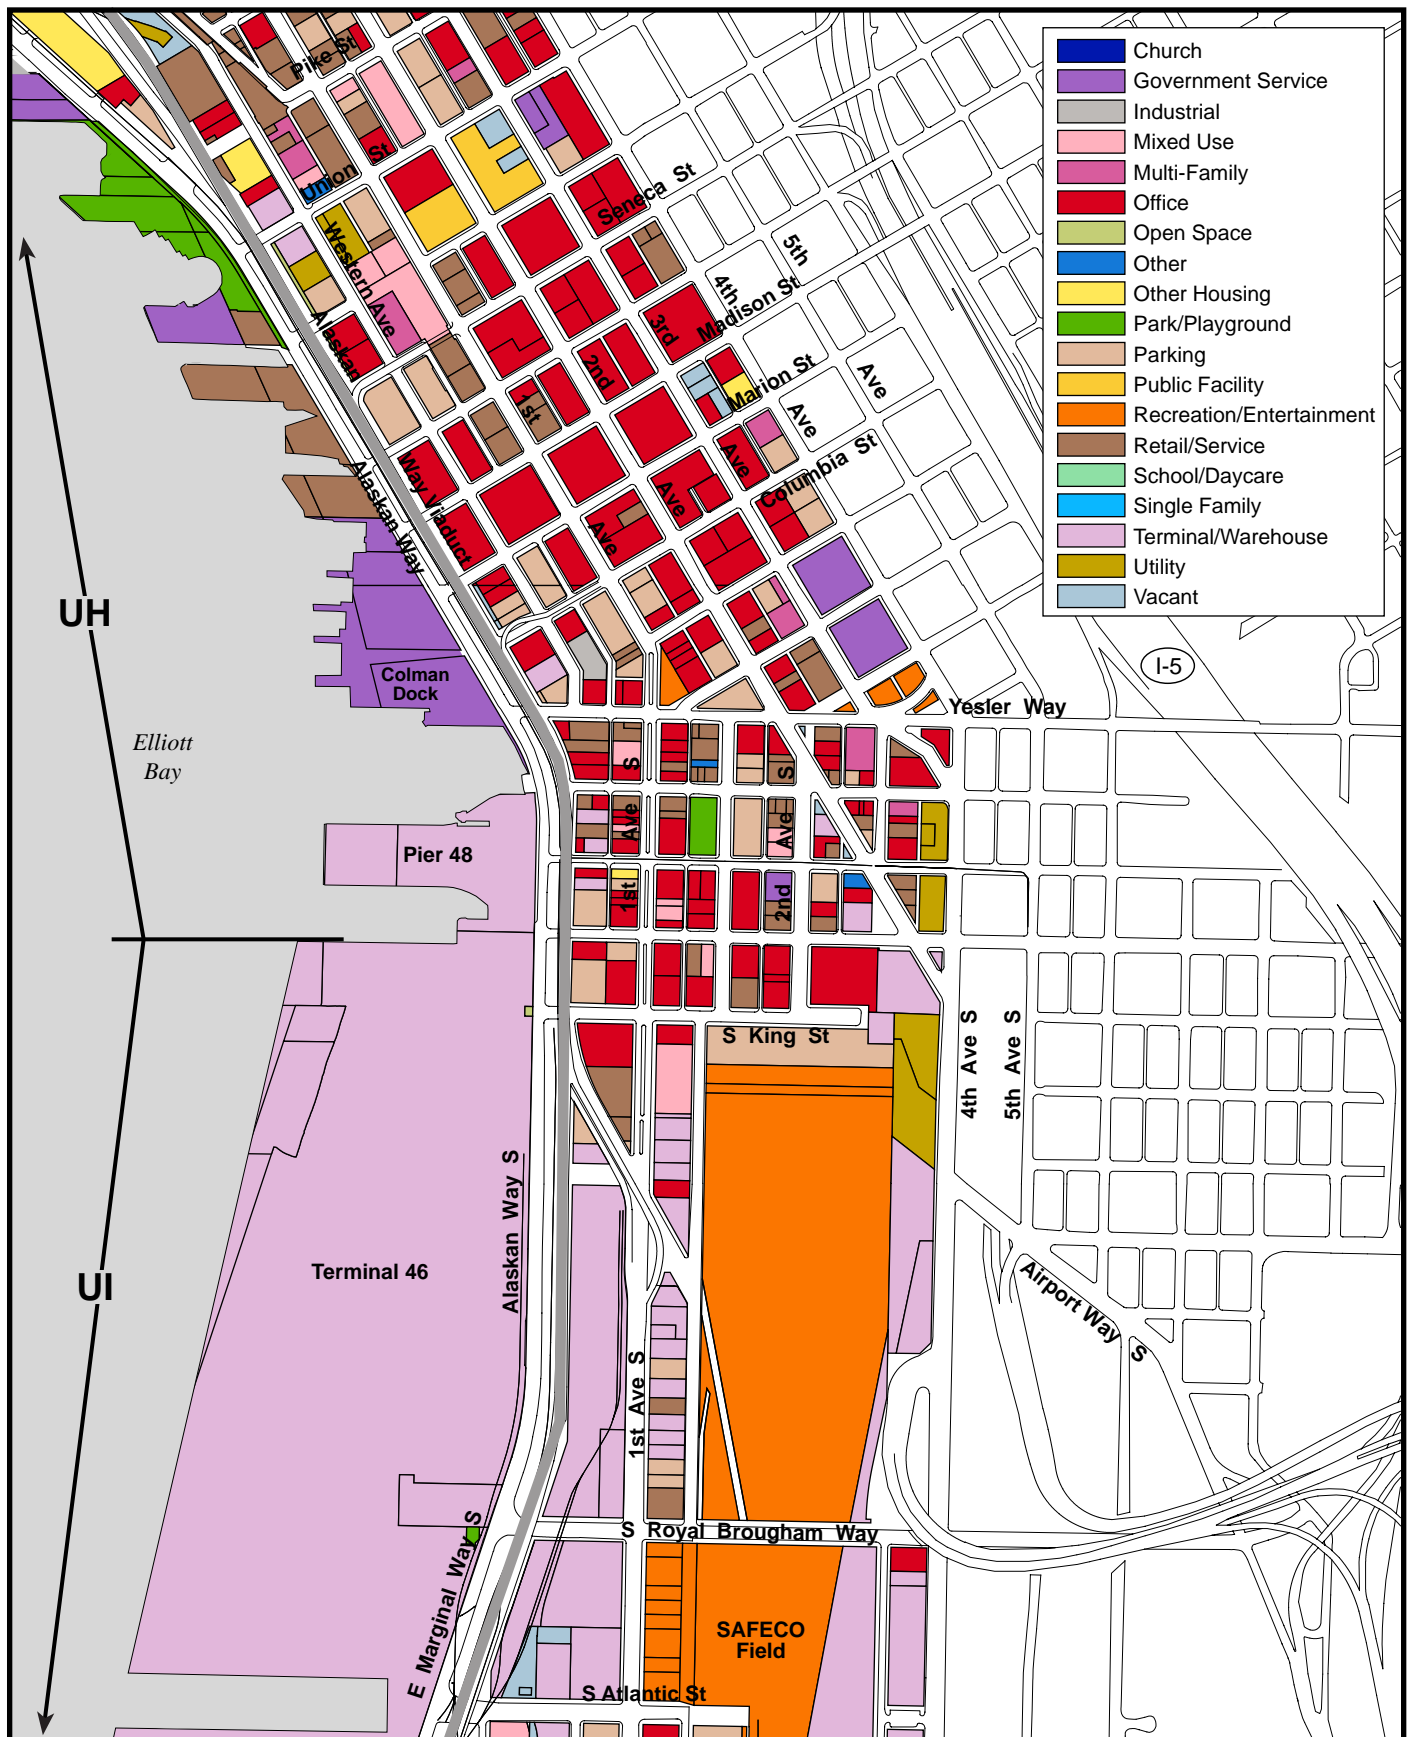 Church
Government Service
Industrial
Mixed Use
Multi-Family
Office
Open Space
Other
Other Housing
Park/Playground
Parking
Public Facility
Recreation/Entertainment
Retail/Service
School/Daycare
Single Family
Terminal/Warehouse
Utility
Vacant
Pike St
Union St
Seneca St
Western Ave
5th
Ave
4th
Ave
Madison St
3rd
Ave
Marion St
2nd
Ave
1st
Ave
Columbia St
Alaskan
Way Viaduct
Alaskan Way
UH
Colman
Dock
I-5
Yesler Way
Elliott
Bay
1st Ave S
2nd Ave S
Pier 48
S King St
4th Ave S
5th Ave S
Alaskan Way S
Terminal 46
UI
Airport Way S
1st Ave S
S Royal Brougham Way
E Marginal Way S
SAFECO
Field
S Atlantic St